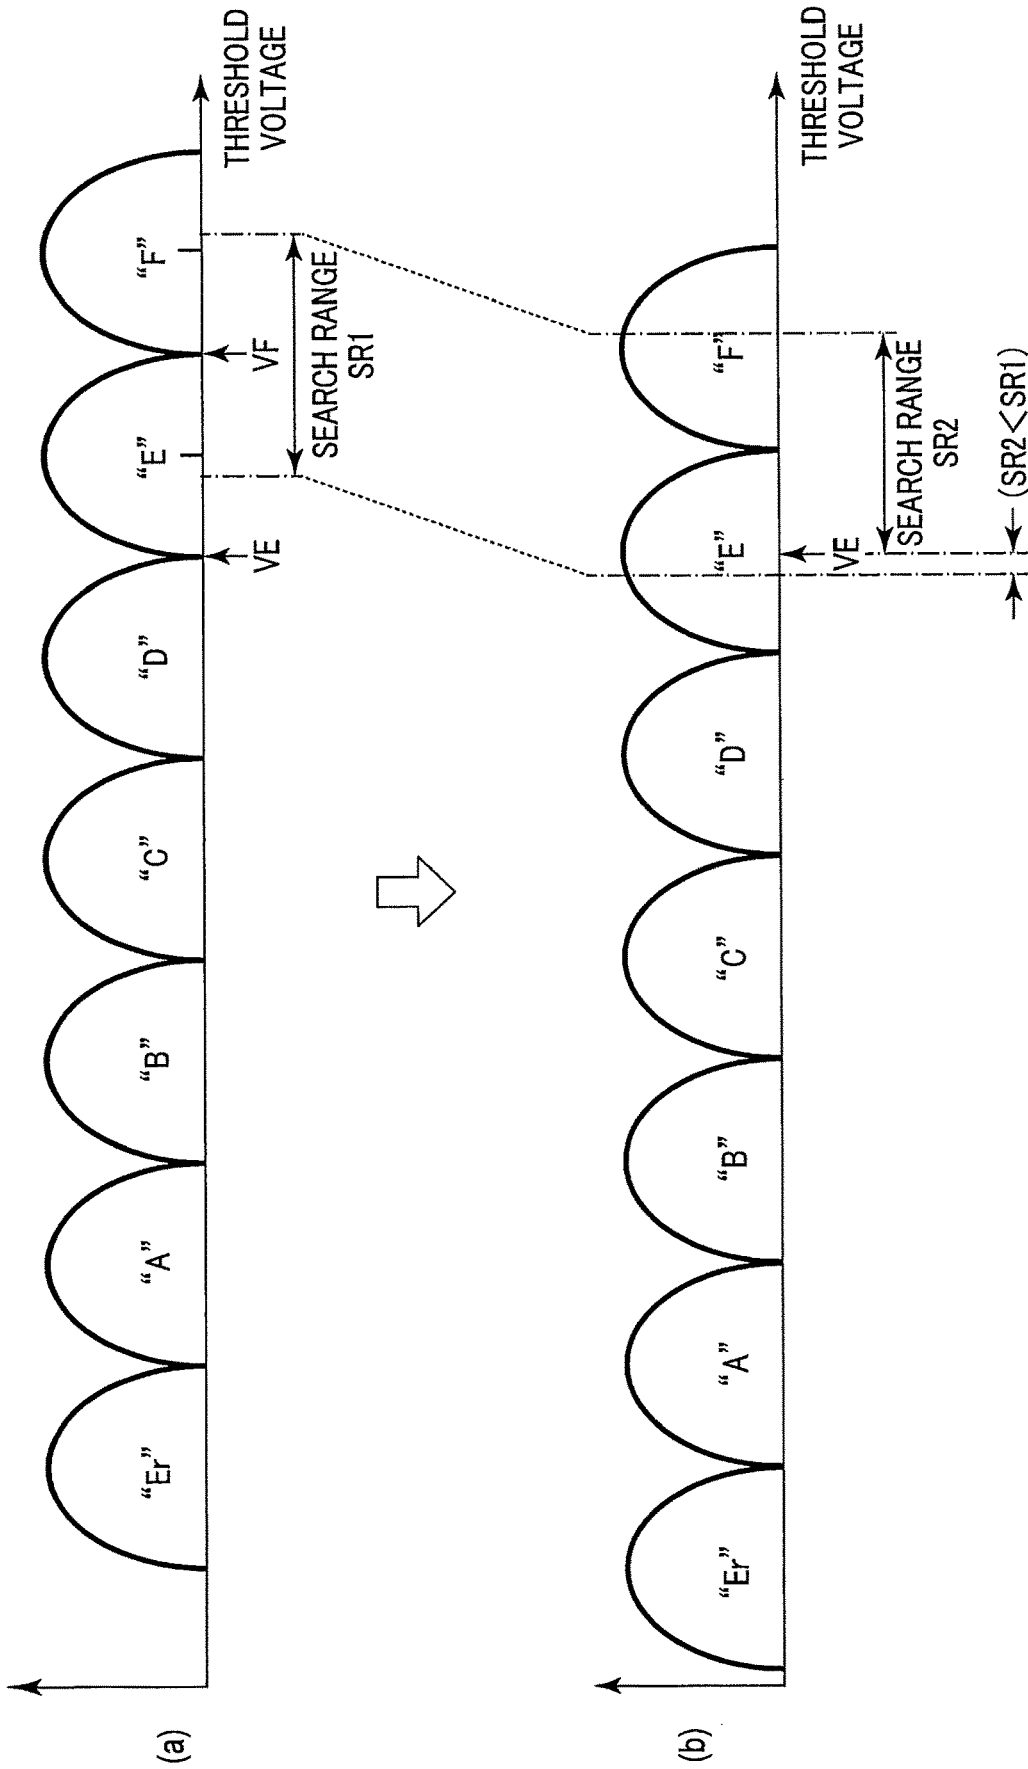 (a)
“Er”
“A”
“B”
“C”
“D”
“E”
“F”
VE
VF
THRESHOLD
VOLTAGE
SEARCH RANGE
SR1
(b)
“Er”
“A”
“B”
“C”
“D”
“E”
“F”
VE
THRESHOLD
VOLTAGE
SEARCH RANGE
SR2
(SR2<SR1)